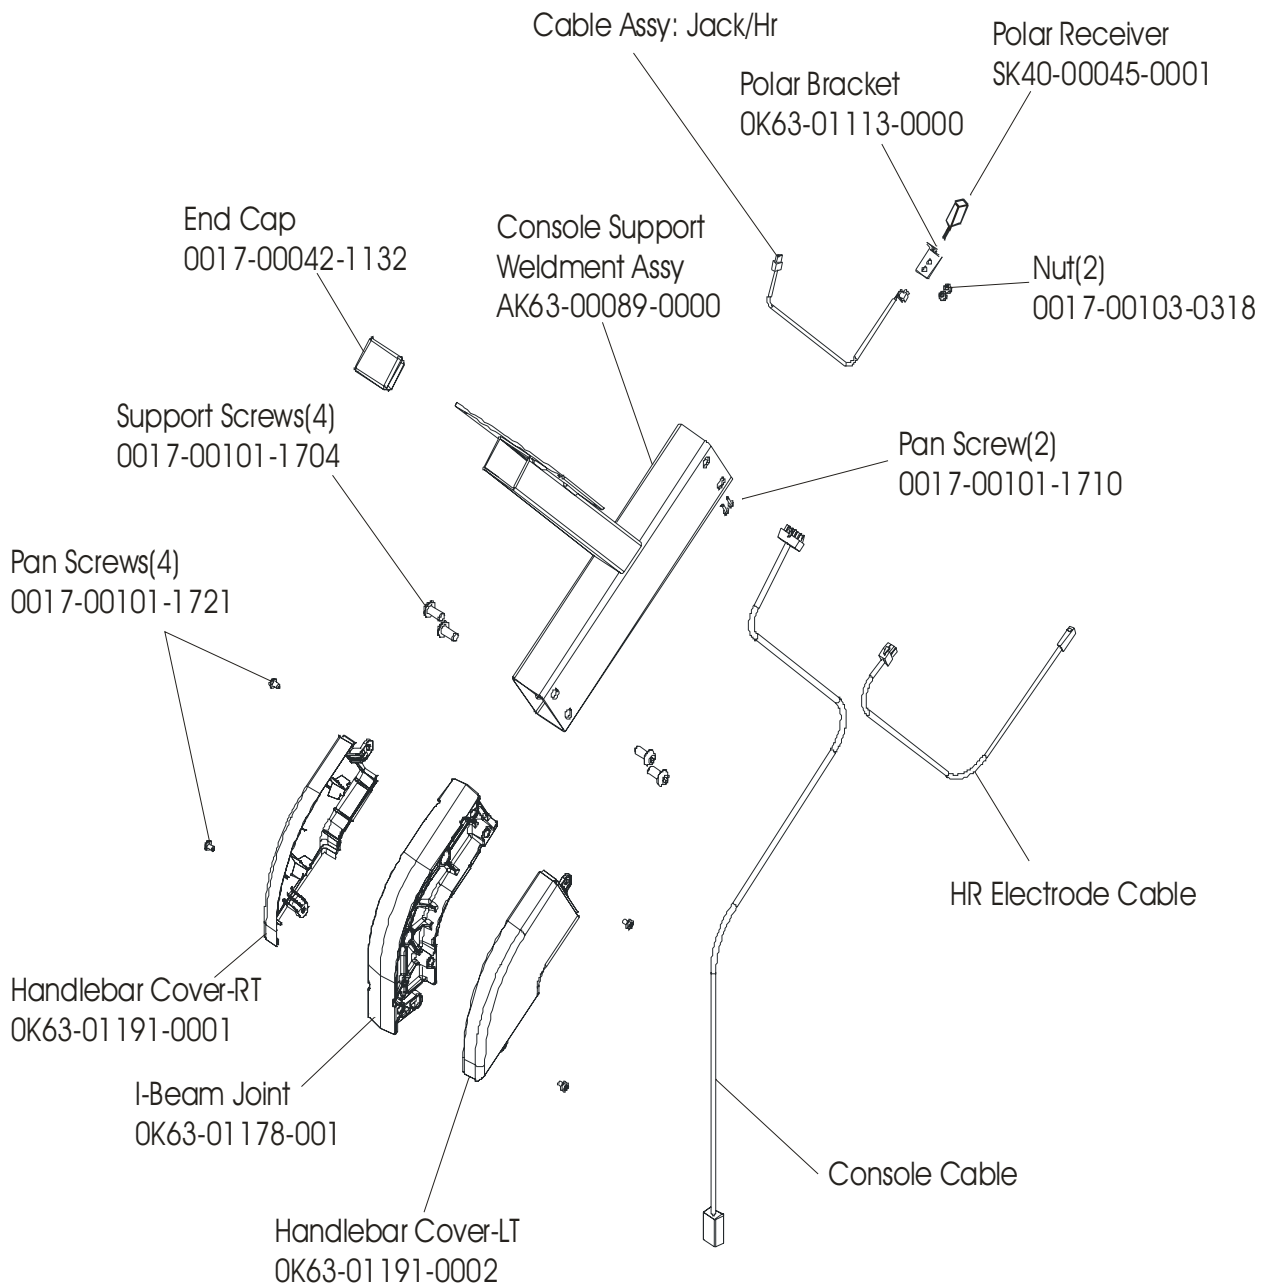 Cable Assy: Jack/Hr
Polar Receiver
SK40-00045-0001
Polar Bracket
0K63-01113-0000
End Cap
0017-00042-1132
Console Support
Weldment Assy
AK63-00089-0000
Nut(2)
0017-00103-0318
Support Screws(4)
0017-00101-1704
Pan Screw(2)
0017-00101-1710
Pan Screws(4)
0017-00101-1721
HR Electrode Cable
Handlebar Cover-RT
0K63-01191-0001
I-Beam Joint
0K63-01178-001
Console Cable
Handlebar Cover-LT
0K63-01191-0002